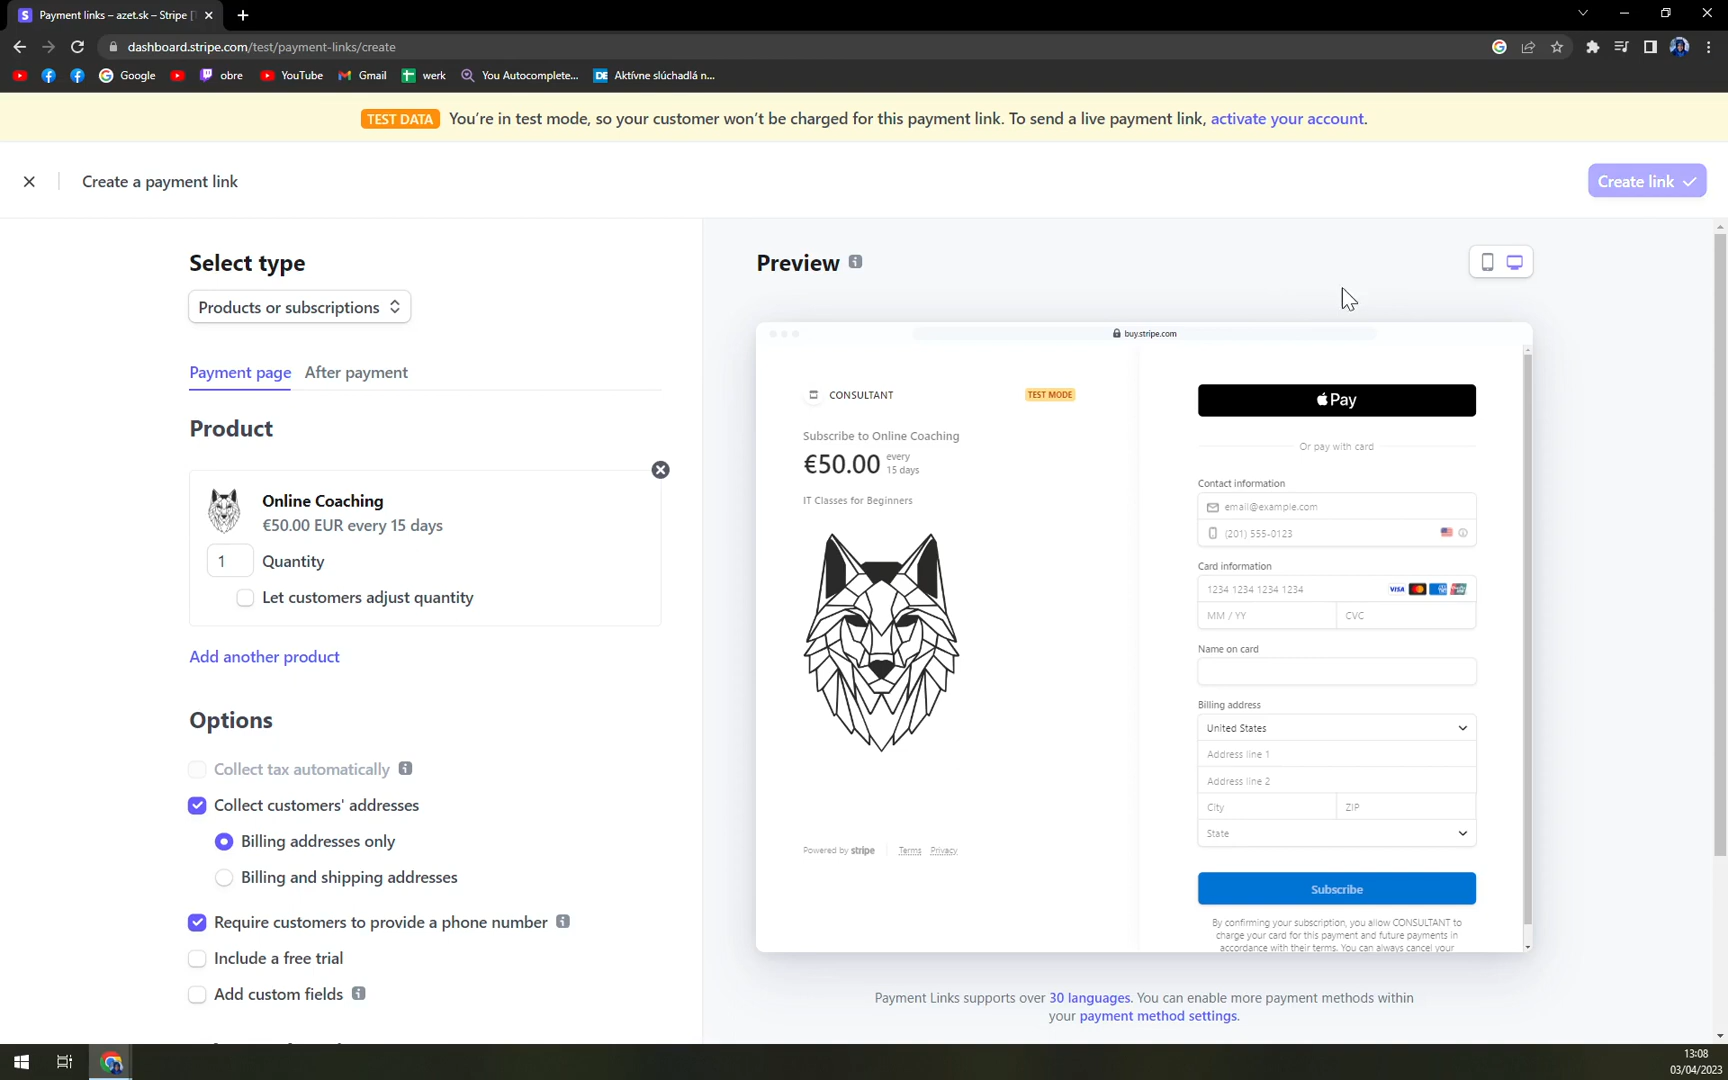 Payment links – azet.sk – Stripe [
dashboard.stripe.com/test/payment-links/create
Google
obre
YouTube
Gmail
werk
You Autocomplete...
DE Aktívne slúchadlá n...
TEST DATA You're in test mode, so your customer won't be charged for this payment link. To send a live payment link, activate your account.
Create a payment link
Create link
Select type
Preview
Products or subscriptions
buy.stripe.com
Payment page After payment
Product
Online Coaching
€50.00 EUR every 15 days
1 Quantity
Let customers adjust quantity
Add another product
Options
Collect tax automatically
Collect customers' addresses
Billing addresses only
Billing and shipping addresses
Require customers to provide a phone number
Include a free trial
Add custom fields
CONSULTANT
TEST MODE
Subscribe to Online Coaching
€50.00 every
15 days
IT Classes for Beginners
Powered by stripe Terms Privacy
Pay
Or pay with card
Contact information
email@example.com
(201) 555-0123
Card information
1234 1234 1234 1234 VISA
MM / YY CVC
Name on card
Billing address
United States
Address line 1
Address line 2
City ZIP
State
Subscribe
By confirming your subscription, you allow CONSULTANT to
charge your card for this payment and future payments in
accordance with their terms. You can always cancel your
Payment Links supports over 30 languages. You can enable more payment methods within
your payment method settings.
13:08
03/04/2023